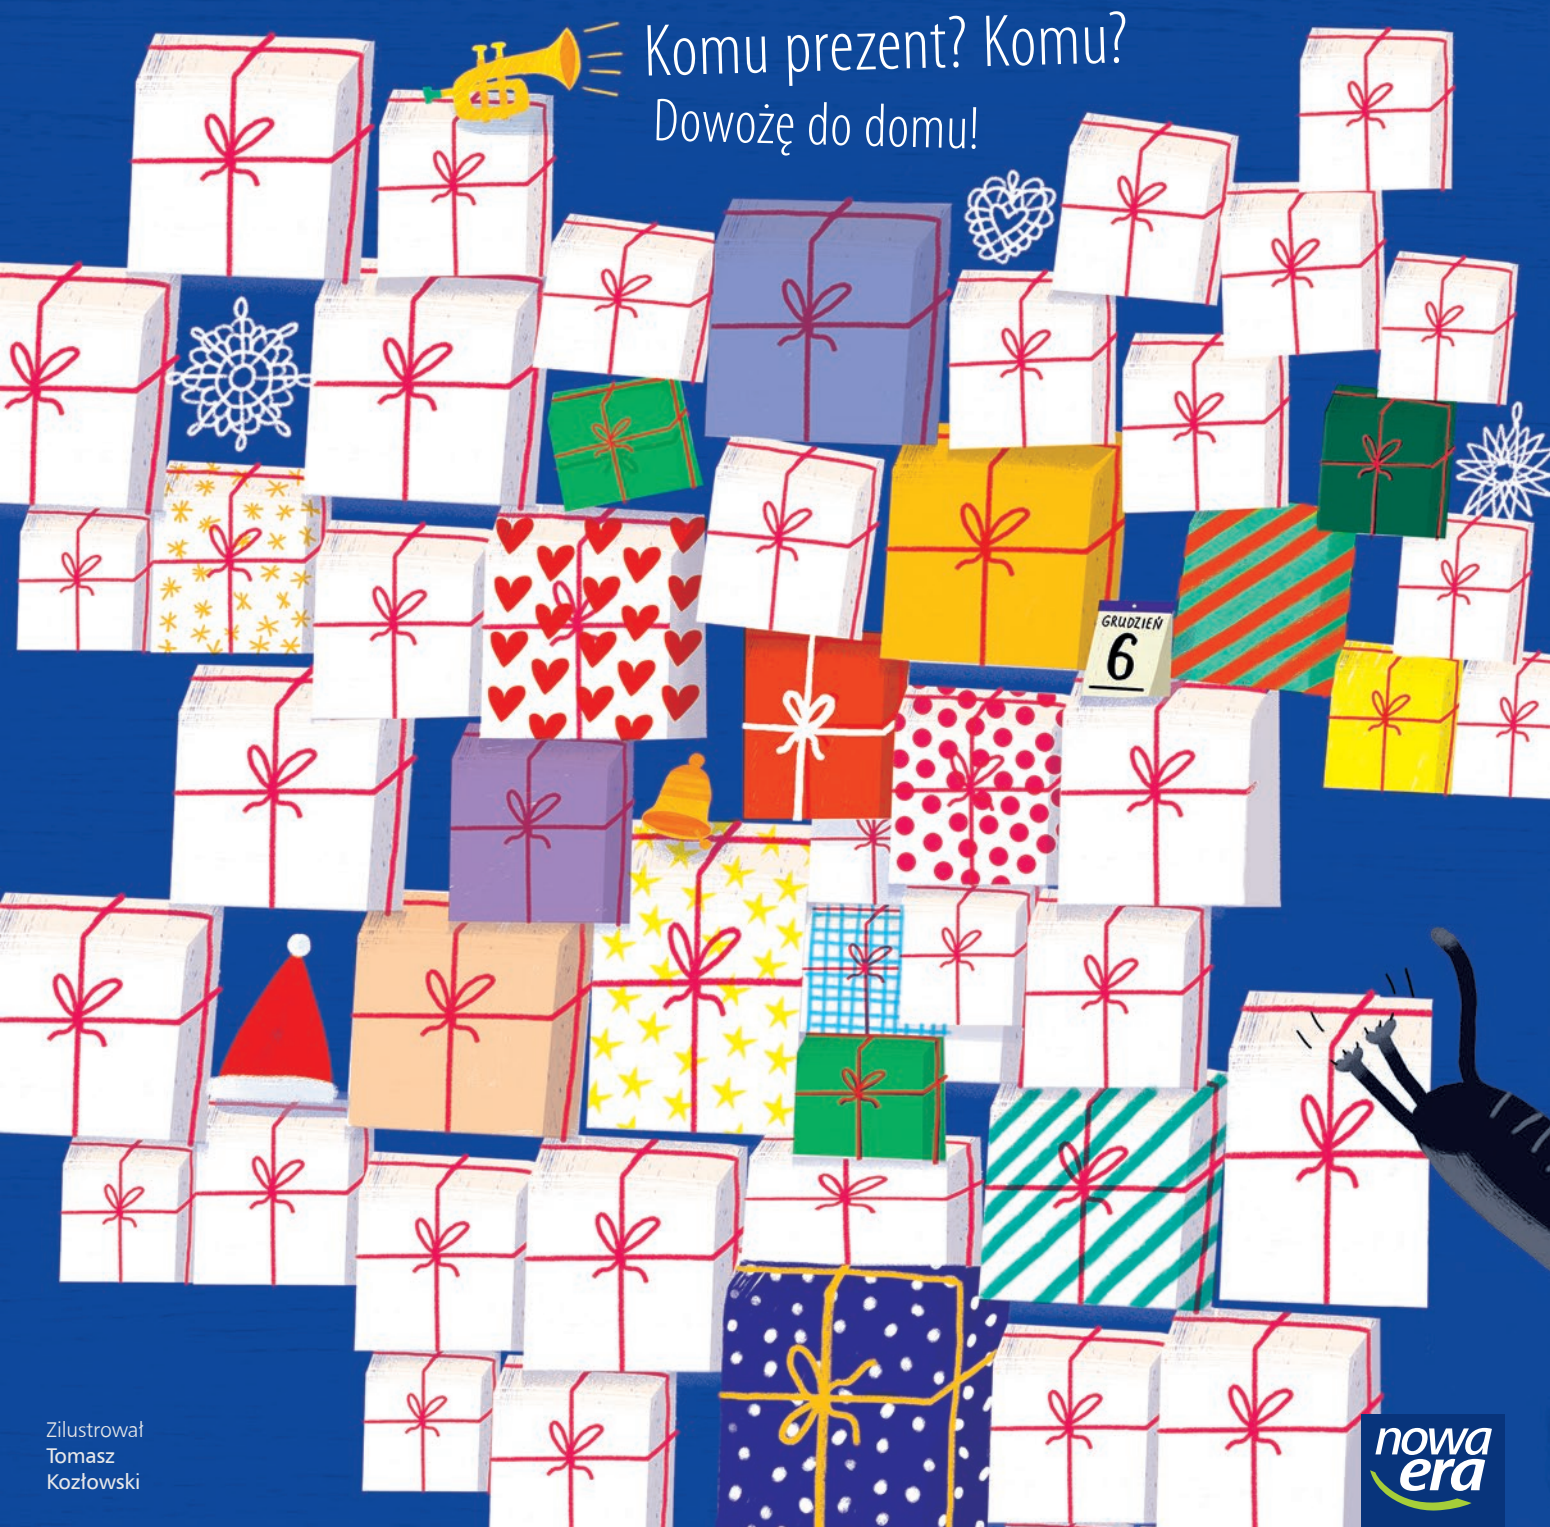 Komu prezent? Komu?
Dowożę do domu!
GRUDZIEŃ
6
Zilustrował
Tomasz
Kozłowski
nowa
era